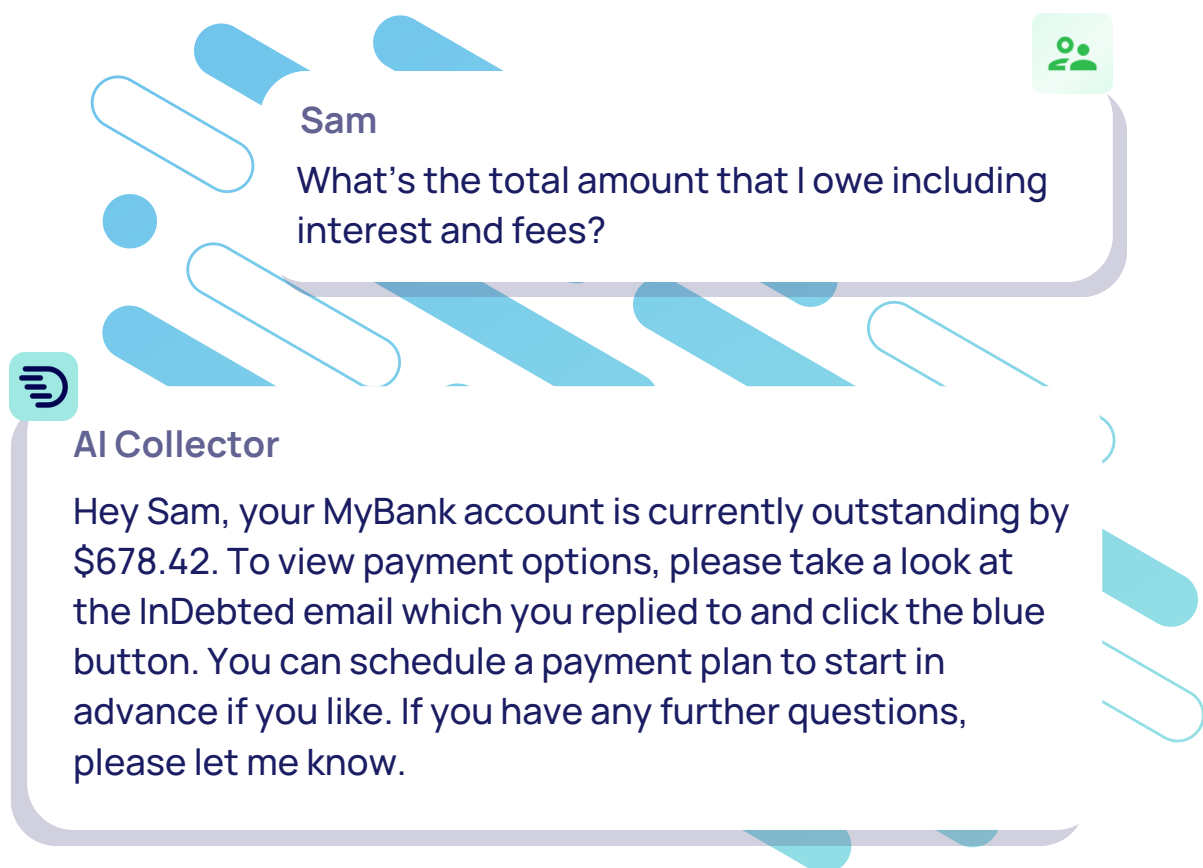 Sam
What’s the total amount that I owe including
interest and fees?
AI Collector
Hey Sam, your MyBank account is currently outstanding by
$678.42. To view payment options, please take a look at
the InDebted email which you replied to and click the blue
button. You can schedule a payment plan to start in
advance if you like. If you have any further questions,
please let me know.